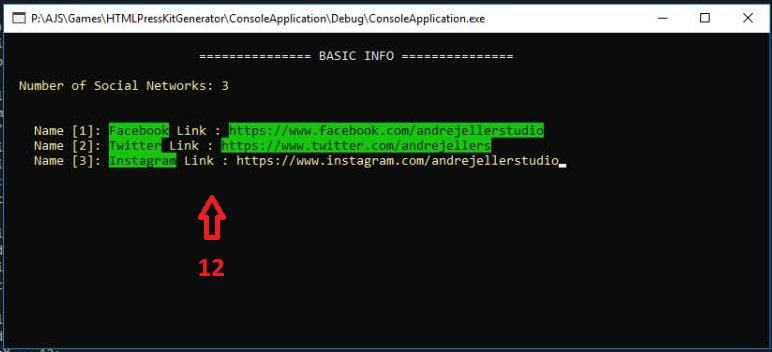 P:\AJS\Games\HTMLPressKitGenerator\ConsoleApplication\Debug\ConsoleApplication.exe
=============== BASIC INFO ===============
Number of Social Networks: 3
Name [1]: Facebook Link : https://www.facebook.com/andrejellerstudio
Name [2]: Twitter Link : https://www.twitter.com/andrejellers
Name [3]: Instagram Link : https://www.instagram.com/andrejellerstudio
12